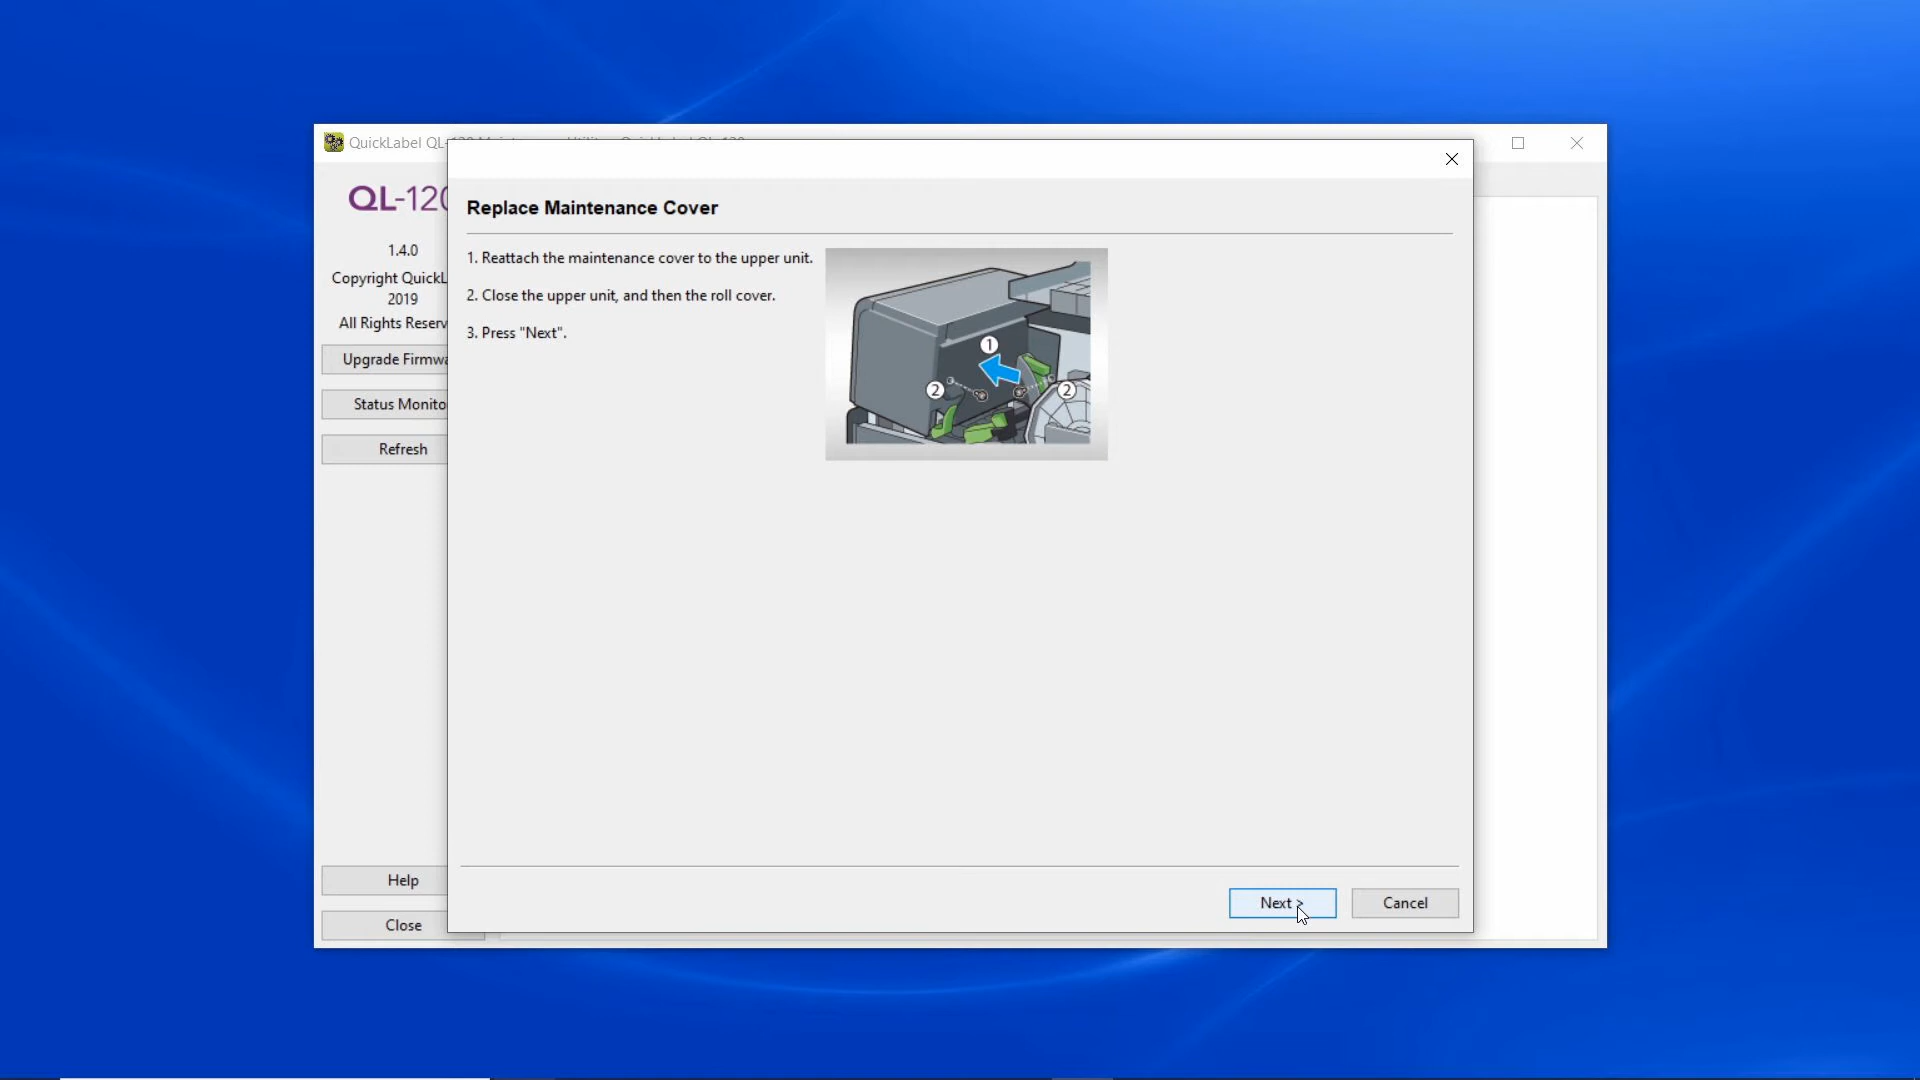 QuickLabel QL-
QL-120
1.4.0
Copyright QuickL
2019
All Rights Reserv
Upgrade Firmwa
Status Monito
Refresh
Help
Close
Replace Maintenance Cover
1. Reattach the maintenance cover to the upper unit.
2. Close the upper unit, and then the roll cover.
3. Press "Next".
1
2
2
Next >
Cancel